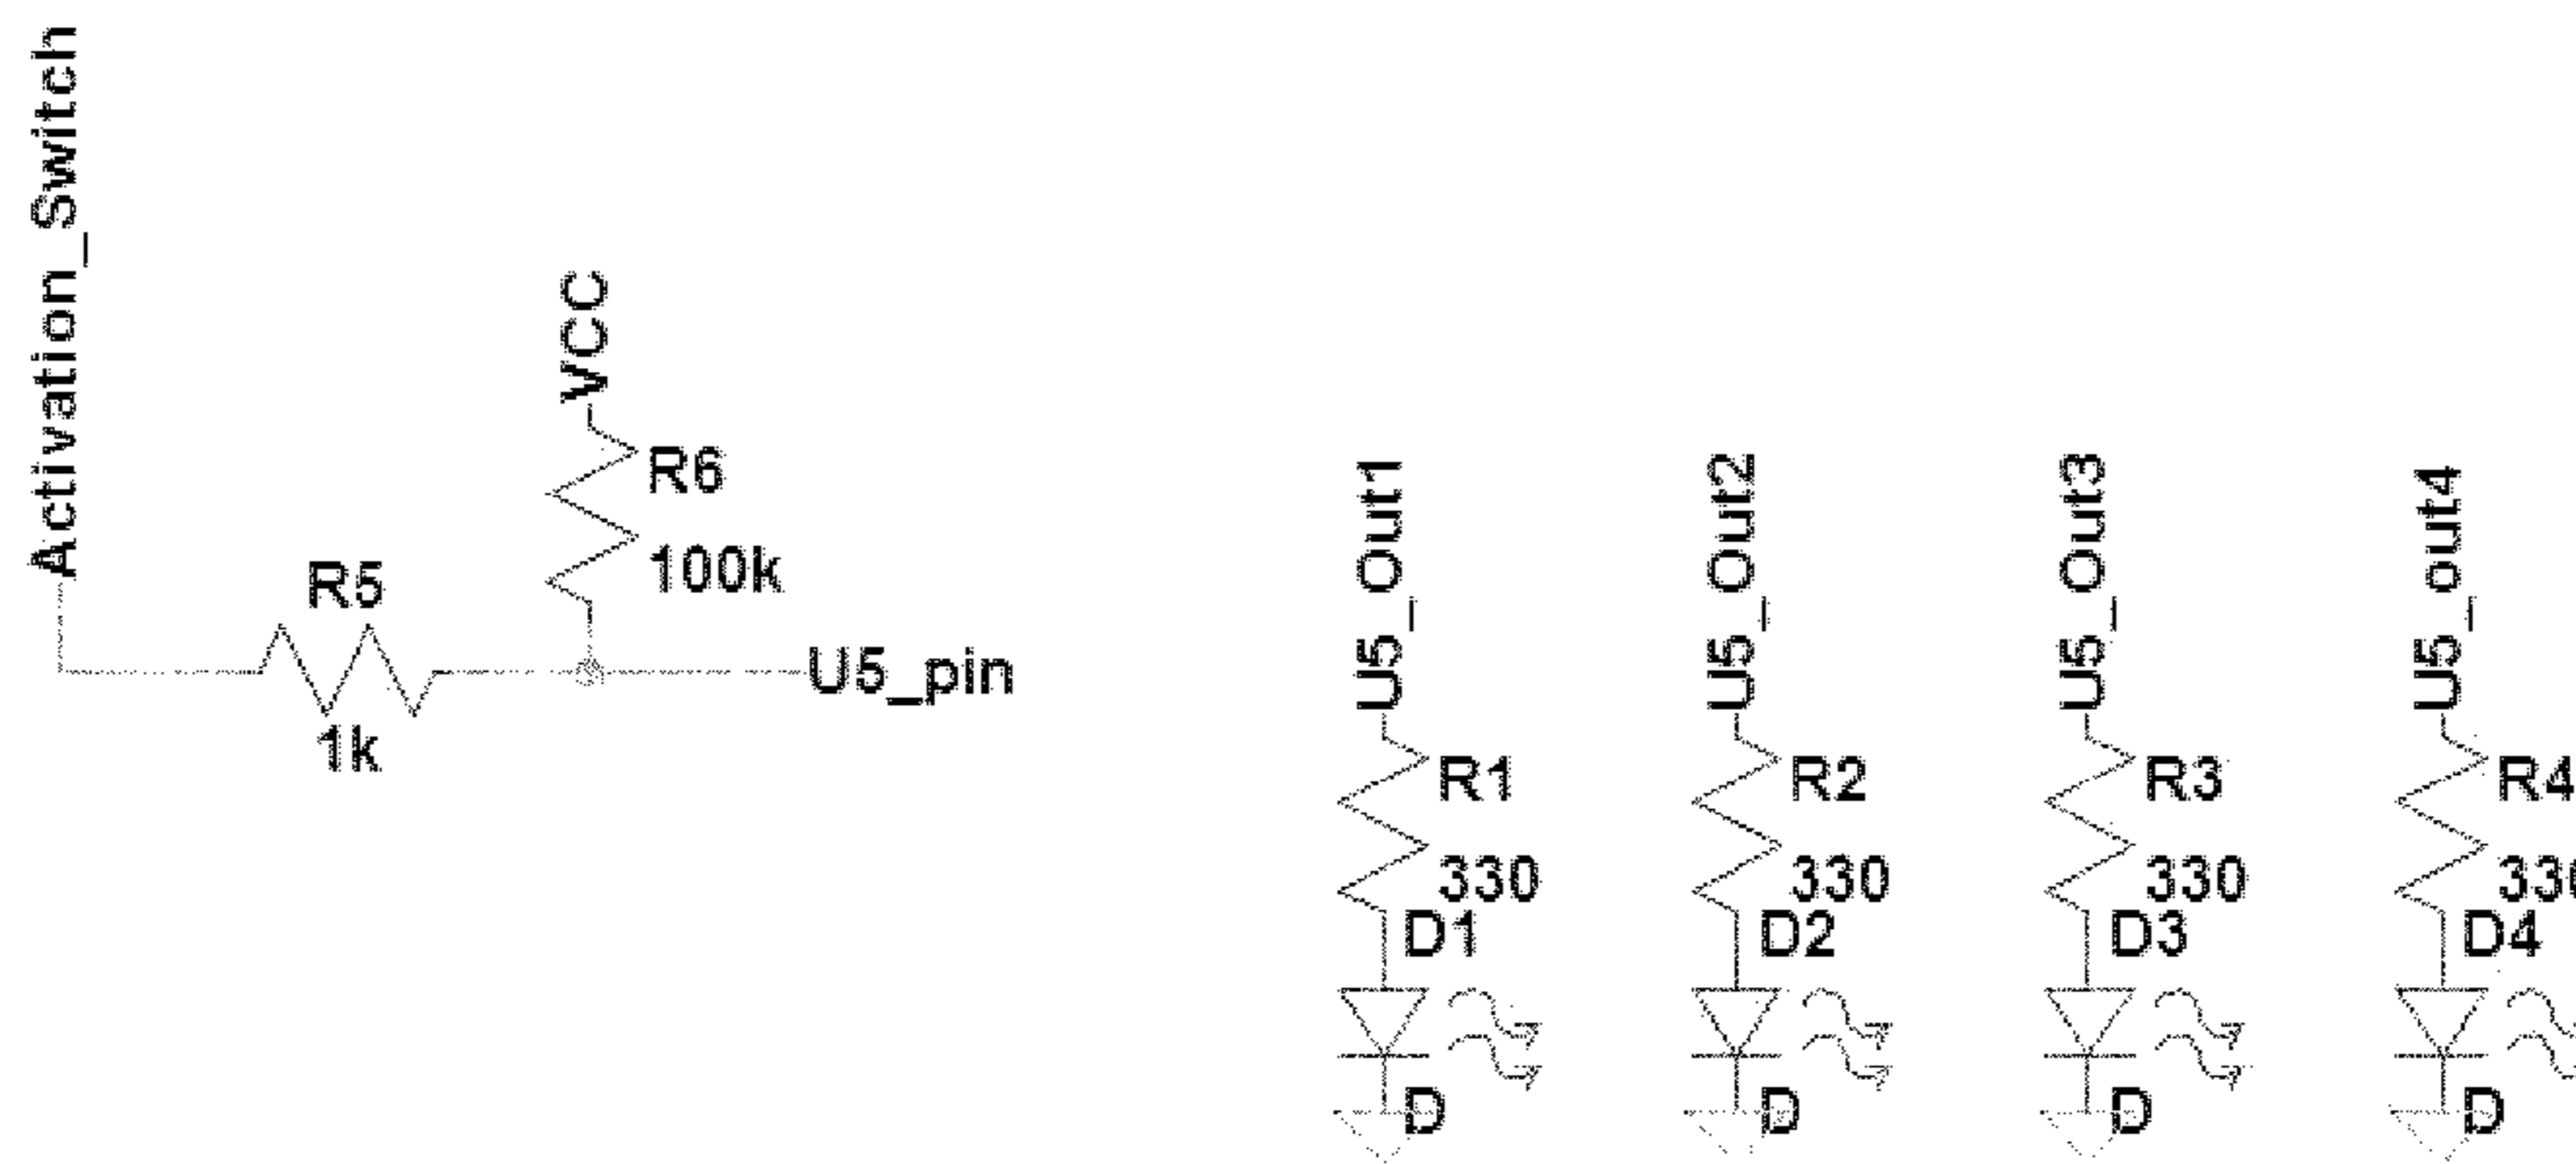 Activation_Switch
VCC
R6
100k
R5
1k
U5_pin
U5_Out1
R1
330
D1
D
U5_Out2
R2
330
D2
D
U5_Out3
R3
330
D3
D
U5_out4
R4
330
D4
D